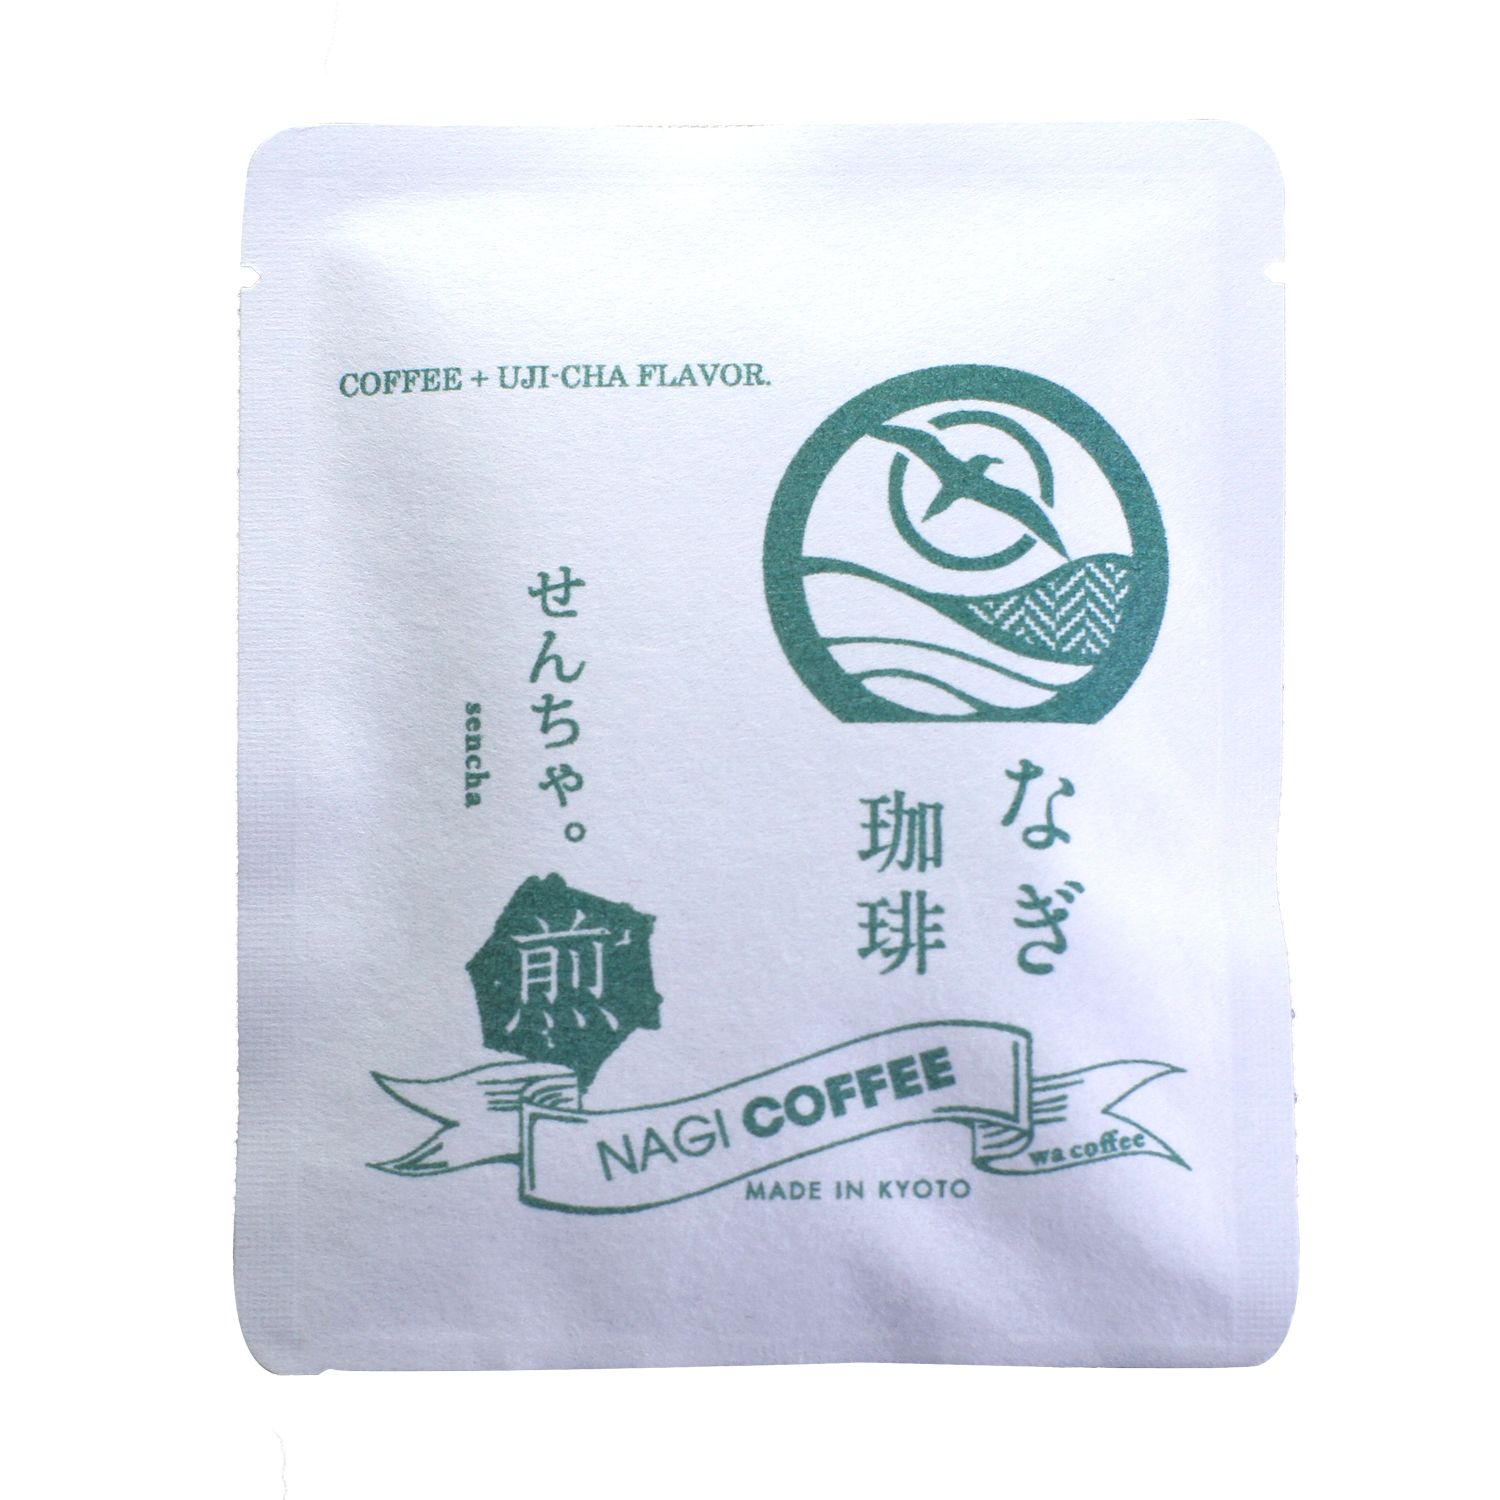 COFFEE + UJI-CHA FLAVOR.
なぎ
珈琲
せんちゃ。
sencha
煎
NAGI COFFEE
wa coffee
MADE IN KYOTO